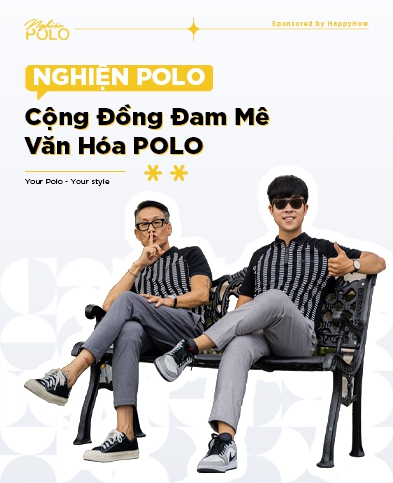 Nghiện
POLO
Sponsored by HappyHow
NGHIỆN POLO
Cộng Đồng Đam Mê
Văn Hóa POLO
Your Polo - Your style